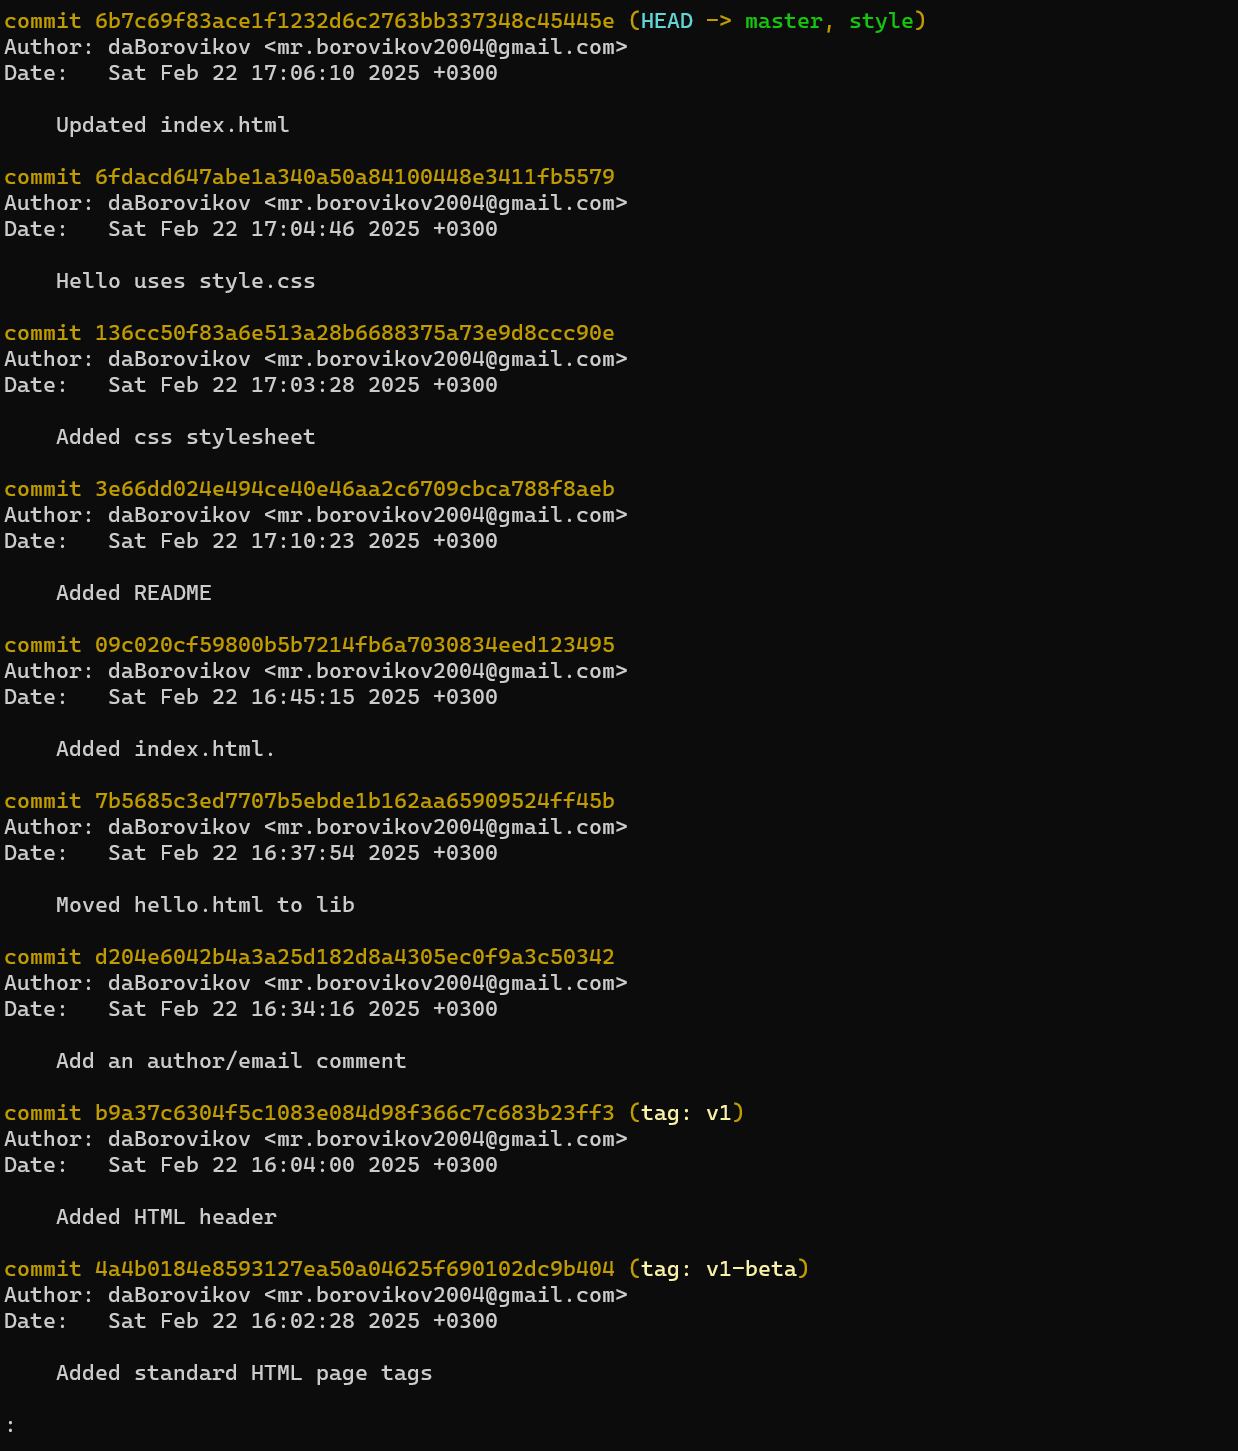 commit 6b7c69f83ace1f1232d6c2763bb337348c45445e (HEAD -> master, style)
Author: daBorovikov <mr.borovikov2004@gmail.com>
Date:   Sat Feb 22 17:06:10 2025 +0300
    Updated index.html
commit 6fdacd647abe1a340a50a84100448e3411fb5579
Author: daBorovikov <mr.borovikov2004@gmail.com>
Date:   Sat Feb 22 17:04:46 2025 +0300
    Hello uses style.css
commit 136cc50f83a6e513a28b6688375a73e9d8ccc90e
Author: daBorovikov <mr.borovikov2004@gmail.com>
Date:   Sat Feb 22 17:03:28 2025 +0300
    Added css stylesheet
commit 3e66dd024e494ce40e46aa2c6709cbca788f8aeb
Author: daBorovikov <mr.borovikov2004@gmail.com>
Date:   Sat Feb 22 17:10:23 2025 +0300
    Added README
commit 09c020cf59800b5b7214fb6a7030834eed123495
Author: daBorovikov <mr.borovikov2004@gmail.com>
Date:   Sat Feb 22 16:45:15 2025 +0300
    Added index.html.
commit 7b5685c3ed7707b5ebde1b162aa65909524ff45b
Author: daBorovikov <mr.borovikov2004@gmail.com>
Date:   Sat Feb 22 16:37:54 2025 +0300
    Moved hello.html to lib
commit d204e6042b4a3a25d182d8a4305ec0f9a3c50342
Author: daBorovikov <mr.borovikov2004@gmail.com>
Date:   Sat Feb 22 16:34:16 2025 +0300
    Add an author/email comment
commit b9a37c6304f5c1083e084d98f366c7c683b23ff3 (tag: v1)
Author: daBorovikov <mr.borovikov2004@gmail.com>
Date:   Sat Feb 22 16:04:00 2025 +0300
    Added HTML header
commit 4a4b0184e8593127ea50a04625f690102dc9b404 (tag: v1-beta)
Author: daBorovikov <mr.borovikov2004@gmail.com>
Date:   Sat Feb 22 16:02:28 2025 +0300
    Added standard HTML page tags
: